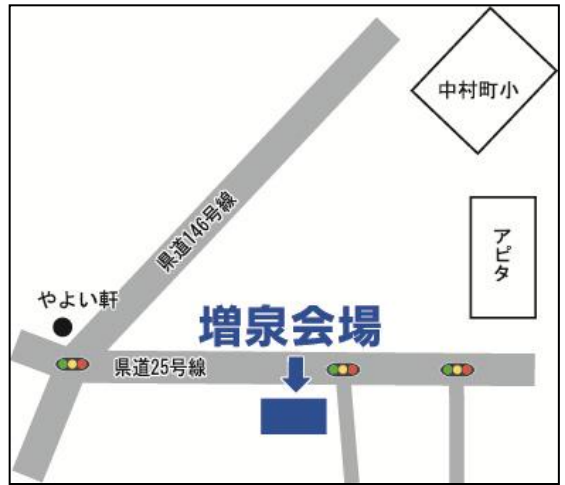 中村町小
県道146号線
アピタ
やよい軒
増泉会場
県道25号線